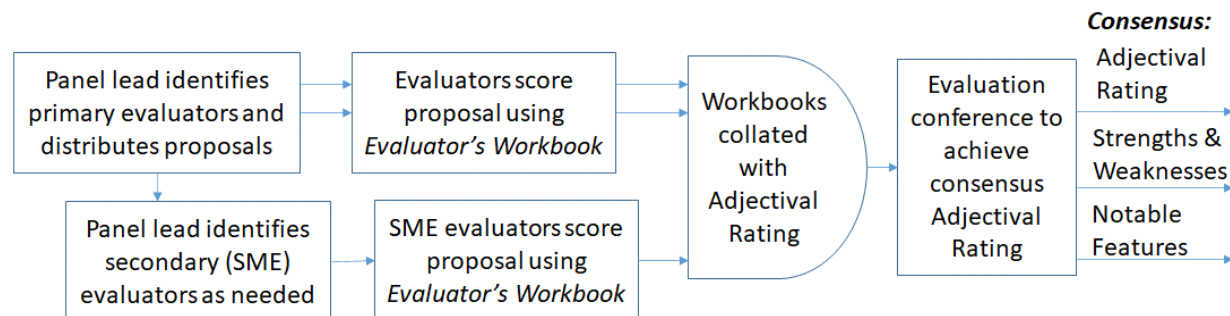 Panel lead identifies
primary evaluators and
distributes proposals
Evaluators score
proposal using
Evaluator's Workbook
Panel lead identifies
secondary (SME)
evaluators as needed
SME evaluators score
proposal using
Evaluator's Workbook
Workbooks
collated
with
Adjectival
Rating
Evaluation
conference to
achieve
consensus
Adjectival
Rating
Consensus:
Adjectival
Rating
Strengths &
Weaknesses
Notable
Features